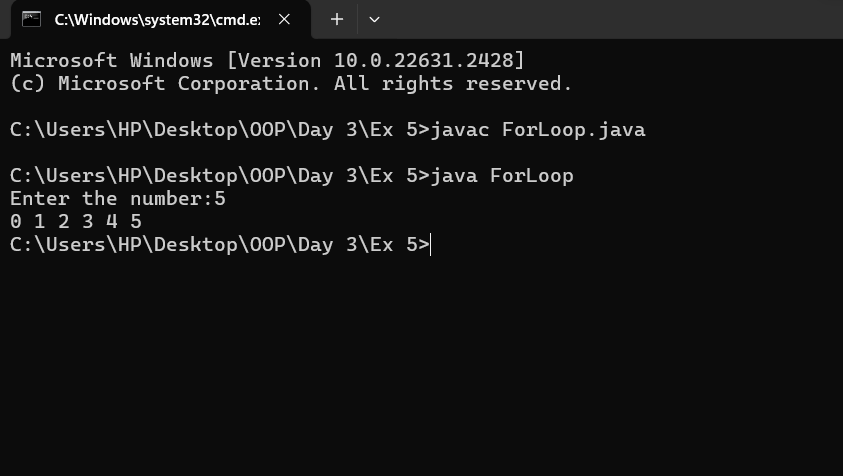 C:\Windows\system32\cmd.e
Microsoft Windows [Version 10.0.22631.2428]
(c) Microsoft Corporation. All rights reserved.
C:\Users\HP\Desktop\OOP\Day 3\Ex 5>javac ForLoop.java
C:\Users\HP\Desktop\OOP\Day 3\Ex 5>java ForLoop
Enter the number:5
0 1 2 3 4 5
C:\Users\HP\Desktop\OOP\Day 3\Ex 5>